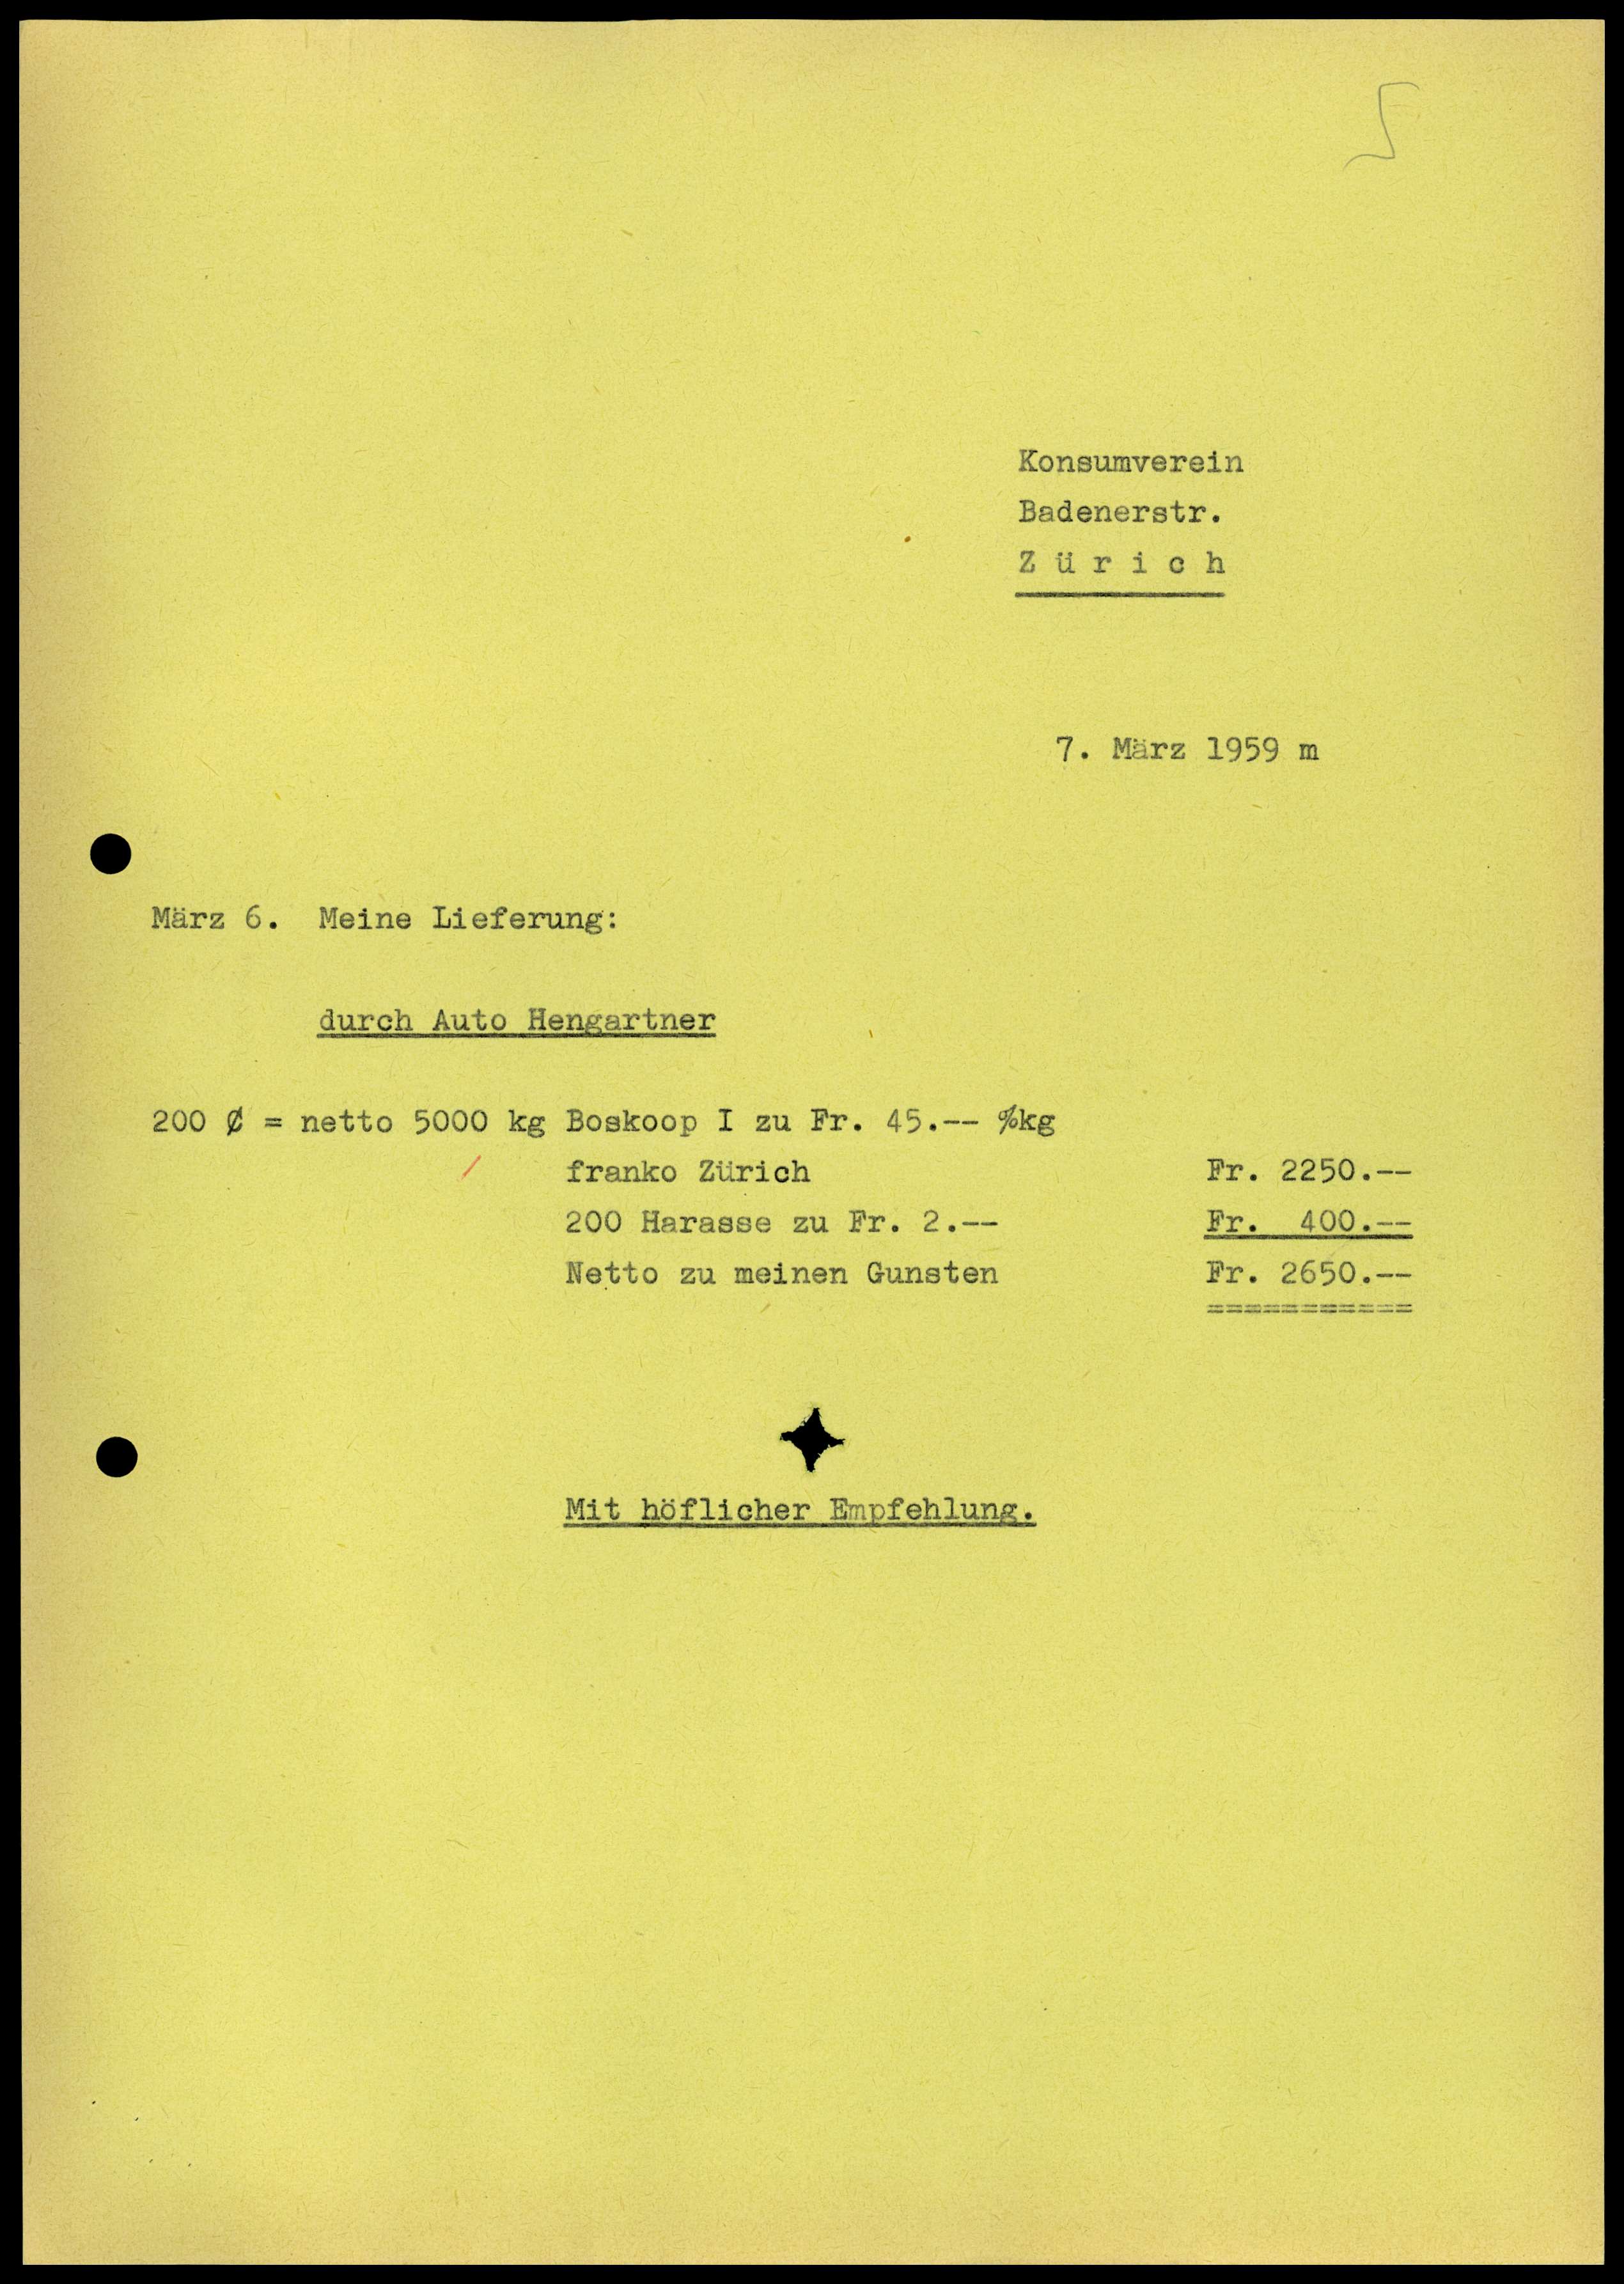 Konsumverein
Badenerstr.
Z ü r i c h
7. März 1959 m
März 6. Meine Lieferung:
durch Auto Hengartner
200 ₡ = netto 5000 kg Boskoop I zu Fr. 45.-- %kg
franko Zürich Fr. 2250.--
200 Harasse zu Fr. 2.-- Fr. 400.--
Netto zu meinen Gunsten Fr. 2650.--
===========
Mit höflicher Empfehlung.